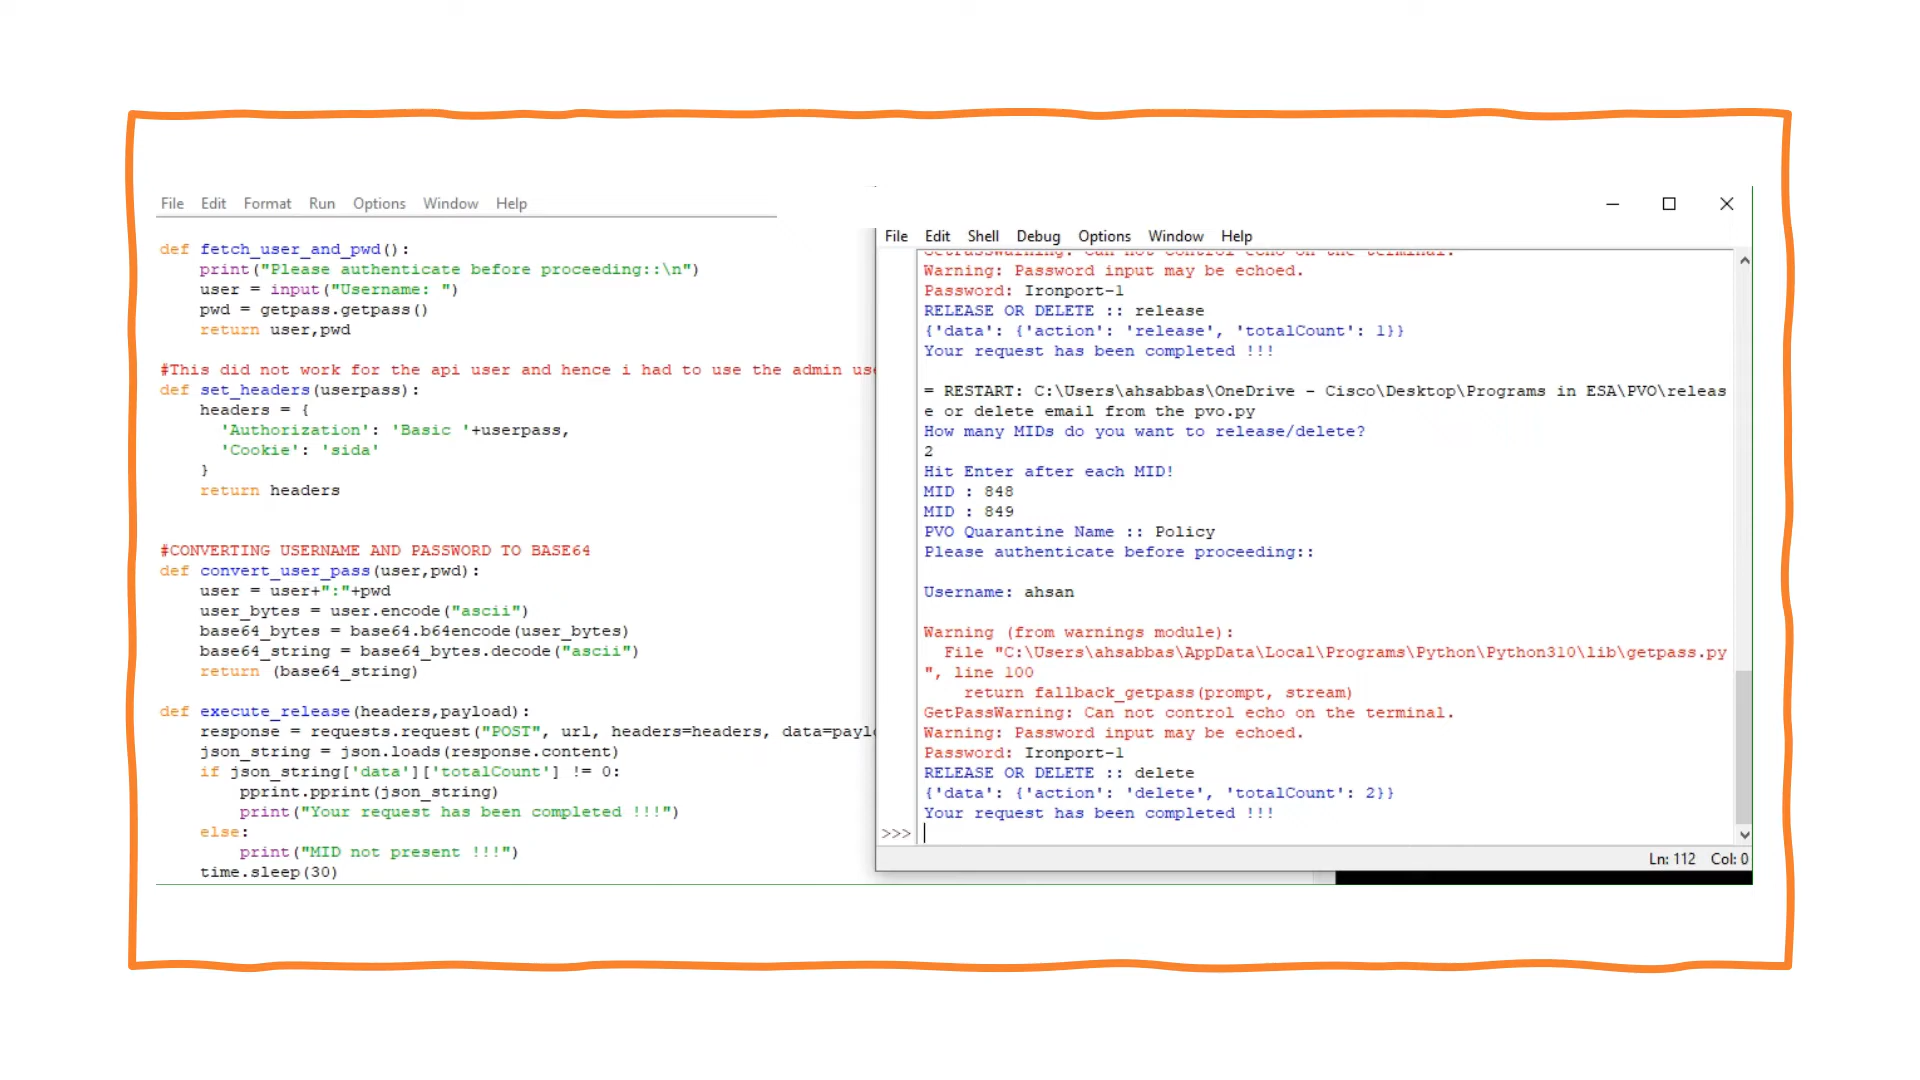 File Edit Format Run Options Window Help
def fetch_user_and_pwd():
    print("Please authenticate before proceeding::\n")
    user = input("Username: ")
    pwd = getpass.getpass()
    return user,pwd
#This did not work for the api user and hence i had to use the admin
def set_headers(userpass):
    headers = {
      'Authorization': 'Basic '+userpass,
      'Cookie': 'sida'
    }
    return headers
#CONVERTING USERNAME AND PASSWORD TO BASE64
def convert_user_pass(user,pwd):
    user = user+":"+pwd
    user_bytes = user.encode("ascii")
    base64_bytes = base64.b64encode(user_bytes)
    base64_string = base64_bytes.decode("ascii")
    return (base64_string)
def execute_release(headers,payload):
    response = requests.request("POST", url, headers=headers, data=paylo
    json_string = json.loads(response.content)
    if json_string['data']['totalCount'] != 0:
        pprint.pprint(json_string)
        print("Your request has been completed !!!")
    else:
        print("MID not present !!!")
    time.sleep(30)
File Edit Shell Debug Options Window Help
GetPassWarning: Can not control echo on the terminal.
Warning: Password input may be echoed.
Password: Ironport-1
RELEASE OR DELETE :: release
{'data': {'action': 'release', 'totalCount': 1}}
Your request has been completed !!!
= RESTART: C:\Users\ahsabbas\OneDrive - Cisco\Desktop\Programs in ESA\PVO\releas
e or delete email from the pvo.py
How many MIDs do you want to release/delete?
2
Hit Enter after each MID!
MID : 848
MID : 849
PVO Quarantine Name :: Policy
Please authenticate before proceeding::
Username: ahsan
Warning (from warnings module):
  File "C:\Users\ahsabbas\AppData\Local\Programs\Python\Python310\lib\getpass.py
", line 100
    return fallback_getpass(prompt, stream)
GetPassWarning: Can not control echo on the terminal.
Warning: Password input may be echoed.
Password: Ironport-1
RELEASE OR DELETE :: delete
{'data': {'action': 'delete', 'totalCount': 2}}
Your request has been completed !!!
>>>
Ln: 112 Col: 0